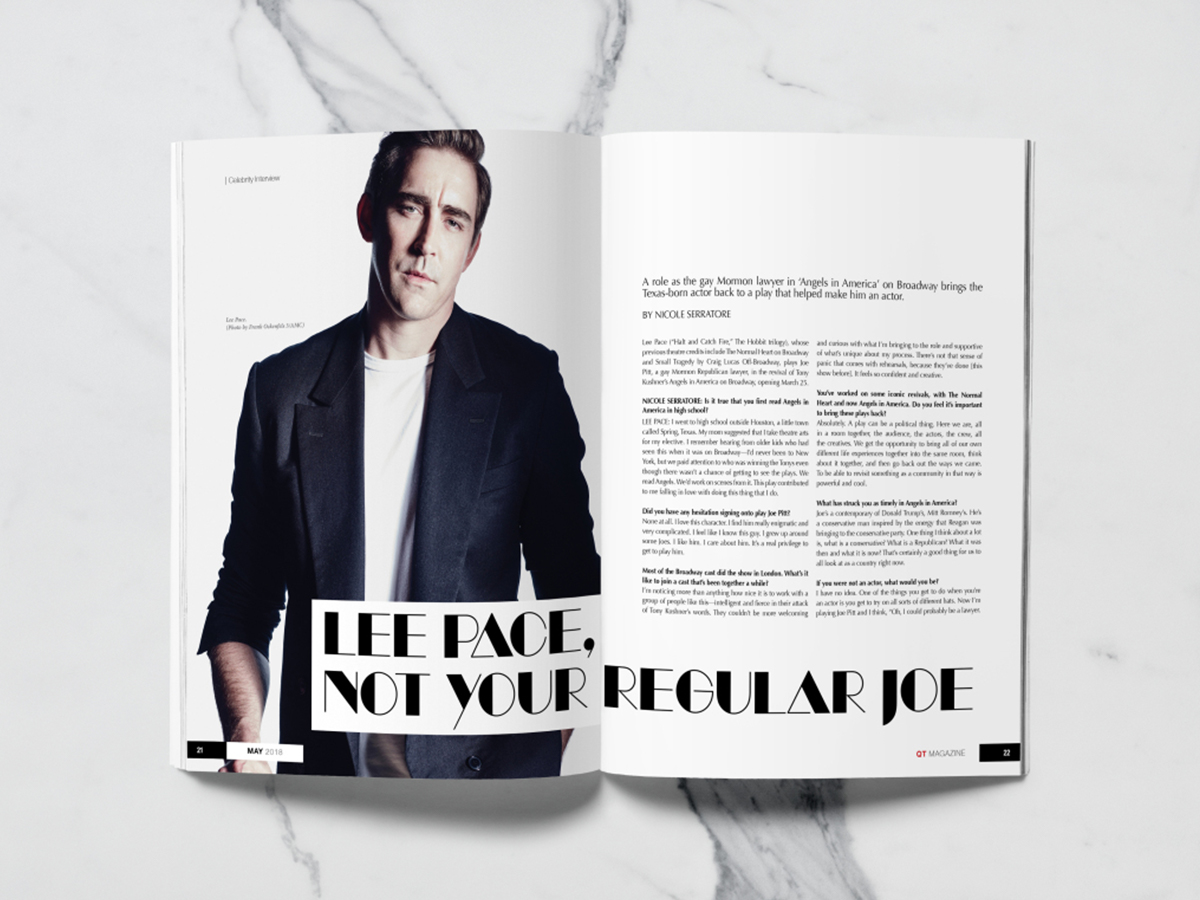 | Celebrity Interview
Lee Pace.
(Photo by Frank Ockenfels 3/AMC)
LEE PACE,
NOT YOUR REGULAR JOE
21
MAY 2018
A role as the gay Mormon lawyer in ‘Angels in America’ on Broadway brings the
Texas-born actor back to a play that helped make him an actor.
BY NICOLE SERRATORE
Lee Pace (“Halt and Catch Fire,” The Hobbit trilogy), whose
previous theatre credits include The Normal Heart on Broadway
and Small Tragedy by Craig Lucas Off-Broadway, plays Joe
Pitt, a gay Mormon Republican lawyer, in the revival of Tony
Kushner's Angels in America on Broadway, opening March 25.
NICOLE SERRATORE: Is it true that you first read Angels in
America in high school?
LEE PACE: I went to high school outside Houston, a little town
called Spring, Texas. My mom suggested that I take theatre arts
for my elective. I remember hearing from older kids who had
seen this when it was on Broadway—I'd never been to New
York, but we paid attention to who was winning the Tonys even
though there wasn't a chance of getting to see the plays. We
read Angels. We'd work on scenes from it. This play contributed
to me falling in love with doing this thing that I do.
Did you have any hesitation signing onto play Joe Pitt?
None at all. I love this character. I find him really enigmatic and
very complicated. I feel like I know this guy. I grew up around
some Joes. I like him. I care about him. It's a real privilege to
get to play him.
Most of the Broadway cast did the show in London. What's it
like to join a cast that's been together a while?
I'm noticing more than anything how nice it is to work with a
group of people like this—intelligent and fierce in their attack
of Tony Kushner's words. They couldn't be more welcoming
and curious with what I'm bringing to the role and supportive
of what's unique about my process. There's not that sense of
panic that comes with rehearsals, because they've done [this
show before]. It feels so confident and creative.
You've worked on some iconic revivals, with The Normal
Heart and now Angels in America. Do you feel it's important
to bring these plays back?
Absolutely. A play can be a political thing. Here we are, all
in a room together, the audience, the actors, the crew, all
the creatives. We get the opportunity to bring all of our own
different life experiences together into the same room, think
about it together, and then go back out the ways we came.
To be able to revisit something as a community in that way is
powerful and cool.
What has struck you as timely in Angels in America?
Joe's a contemporary of Donald Trump's, Mitt Romney's. He's
a conservative man inspired by the energy that Reagan was
bringing to the conservative party. One thing I think about a lot
is, what is a conservative? What is a Republican? What it was
then and what it is now? That's certainly a good thing for us to
all look at as a country right now.
If you were not an actor, what would you be?
I have no idea. One of the things you get to do when you're
an actor is you get to try on all sorts of different hats. Now I'm
playing Joe Pitt and I think, “Oh, I could probably be a lawyer.
QT MAGAZINE
22